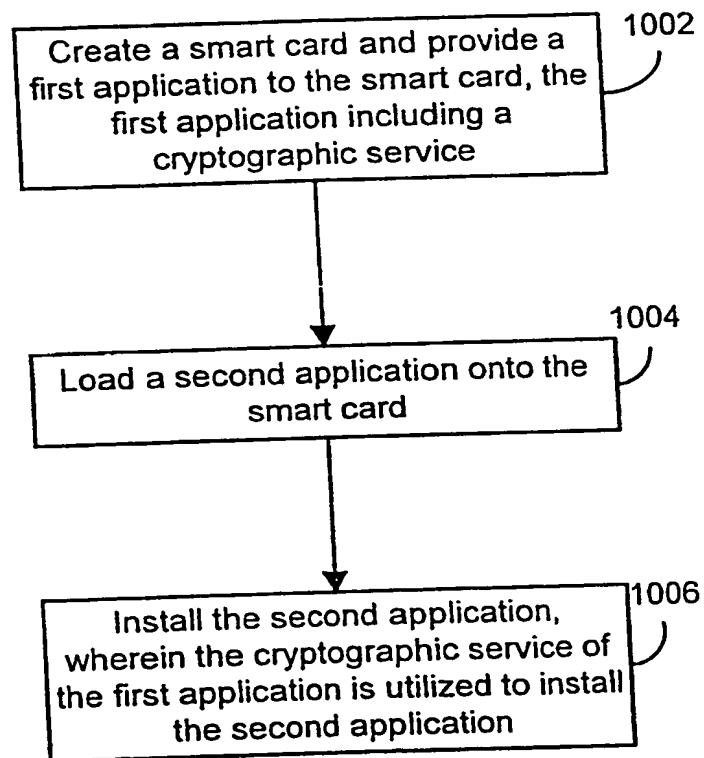 1002
Create a smart card and provide a
first application to the smart card, the
first application including a
cryptographic service
1004
Load a second application onto the
smart card
1006
Install the second application,
wherein the cryptographic service of
the first application is utilized to install
the second application